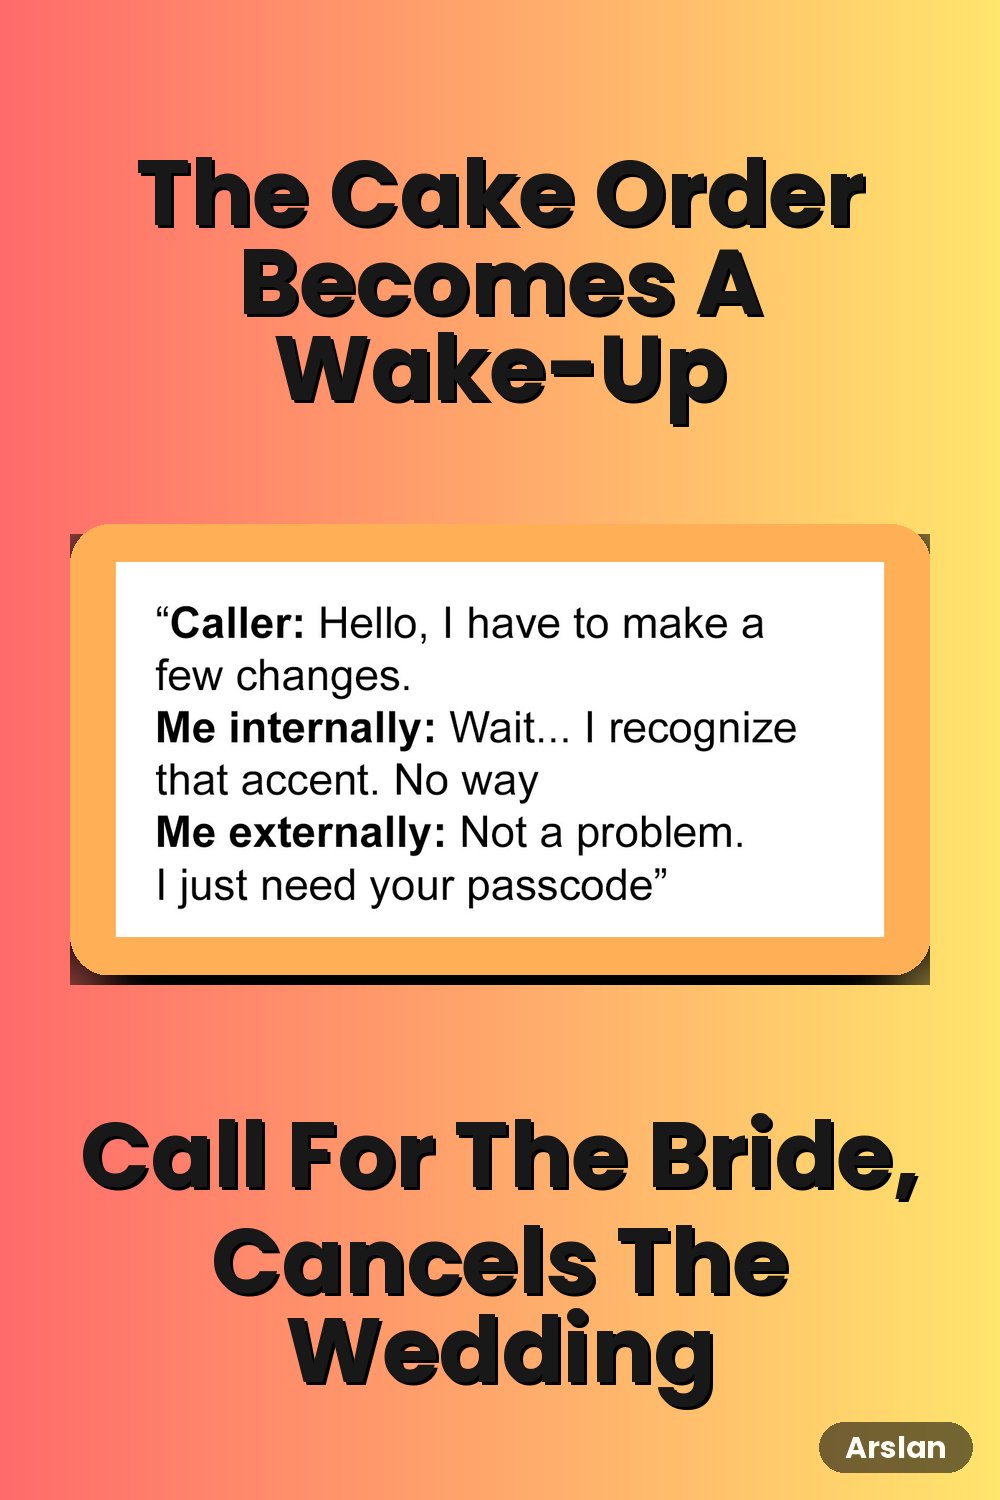 The Cake Order
Becomes A
Wake-Up
“Caller: Hello, I have to make a
few changes.
Me internally: Wait... I recognize
that accent. No way
Me externally: Not a problem.
I just need your passcode”
Call For The Bride,
Cancels The
Wedding
Arslan